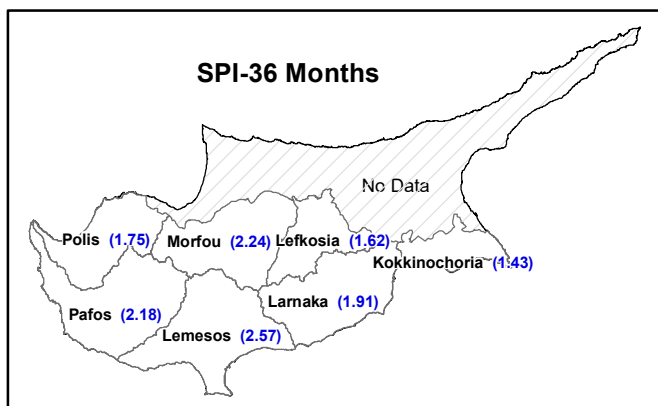 SPI-36 Months
No Data
Polis (1.75)
Morfou (2.24)
Lefkosia (1.62)
Kokkinochoria (1.43)
Pafos (2.18)
Larnaka (1.91)
Lemesos (2.57)